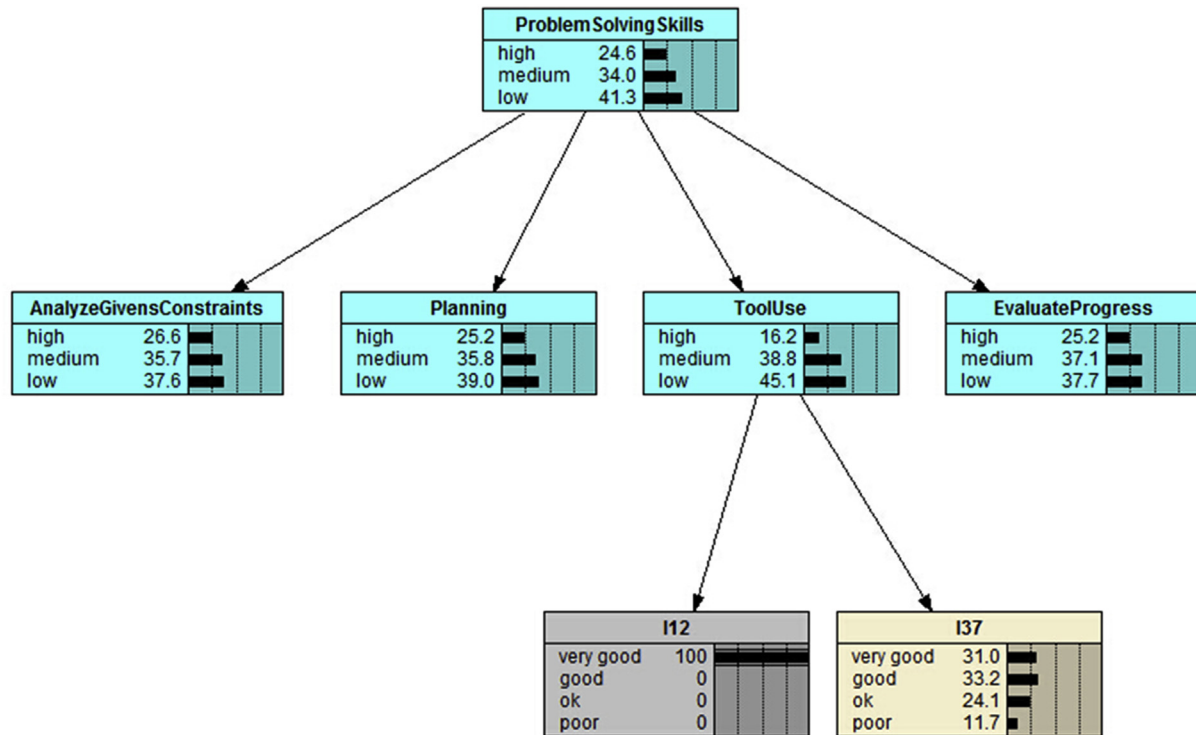 ProblemSolvingSkills
high 24.6
medium 34.0
low 41.3
AnalyzeGivensConstraints
high 26.6
medium 35.7
low 37.6
Planning
high 25.2
medium 35.8
low 39.0
ToolUse
high 16.2
medium 38.8
low 45.1
EvaluateProgress
high 25.2
medium 37.1
low 37.7
I12
very good 100
good 0
ok 0
poor 0
I37
very good 31.0
good 33.2
ok 24.1
poor 11.7